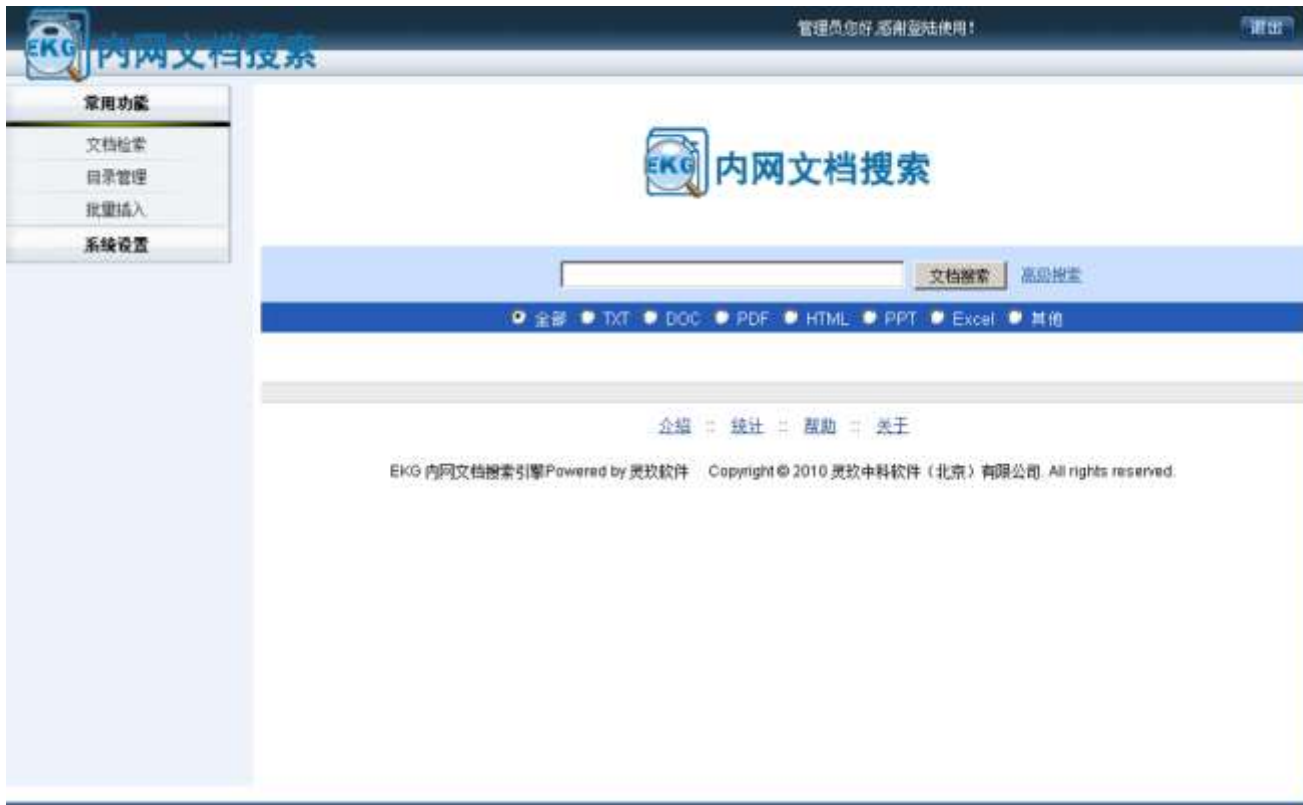 管理员您好,感谢登陆使用!
退出
EKG 内网文档搜索
常用功能
文档检索
目录管理
批量插入
系统设置
EKG 内网文档搜索
文档搜索 高级搜索
全部 TXT DOC PDF HTML PPT Excel 其他
介绍 :: 统计 :: 帮助 :: 关于
EKG 内网文档搜索引擎Powered by 灵玖软件 Copyright © 2010 灵玖中科软件（北京）有限公司. All rights reserved.